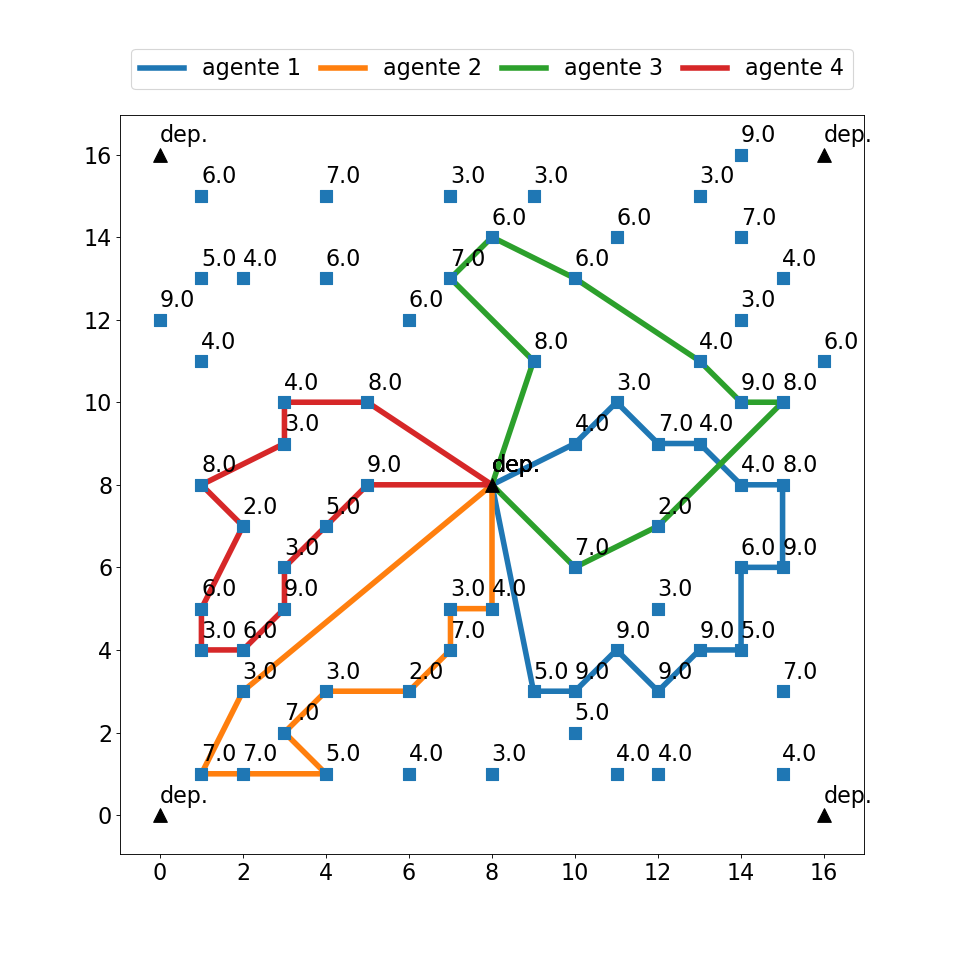 agente 1 agente 2 agente 3 agente 4
dep. 9.0 dep.
16
6.0 7.0 3.0 3.0 3.0
6.0 6.0 7.0
14
5.0 4.0 6.0 7.0 6.0 4.0
9.0 6.0 3.0
12
4.0 8.0 4.0 6.0
4.0 8.0 3.0 9.0 8.0
10
3.0 4.0 7.0 4.0
8.0 9.0 dep. 4.0 8.0
8
2.0 5.0 2.0
3.0 7.0 6.0 9.0
6
6.0 9.0 3.0 4.0 3.0
3.0 6.0 7.0 9.0 9.0 5.0
4
3.0 3.0 2.0 5.0 9.0 9.0 7.0
7.0 5.0
2
7.0 7.0 5.0 4.0 3.0 4.0 4.0 4.0
dep. dep.
0
0 2 4 6 8 10 12 14 16